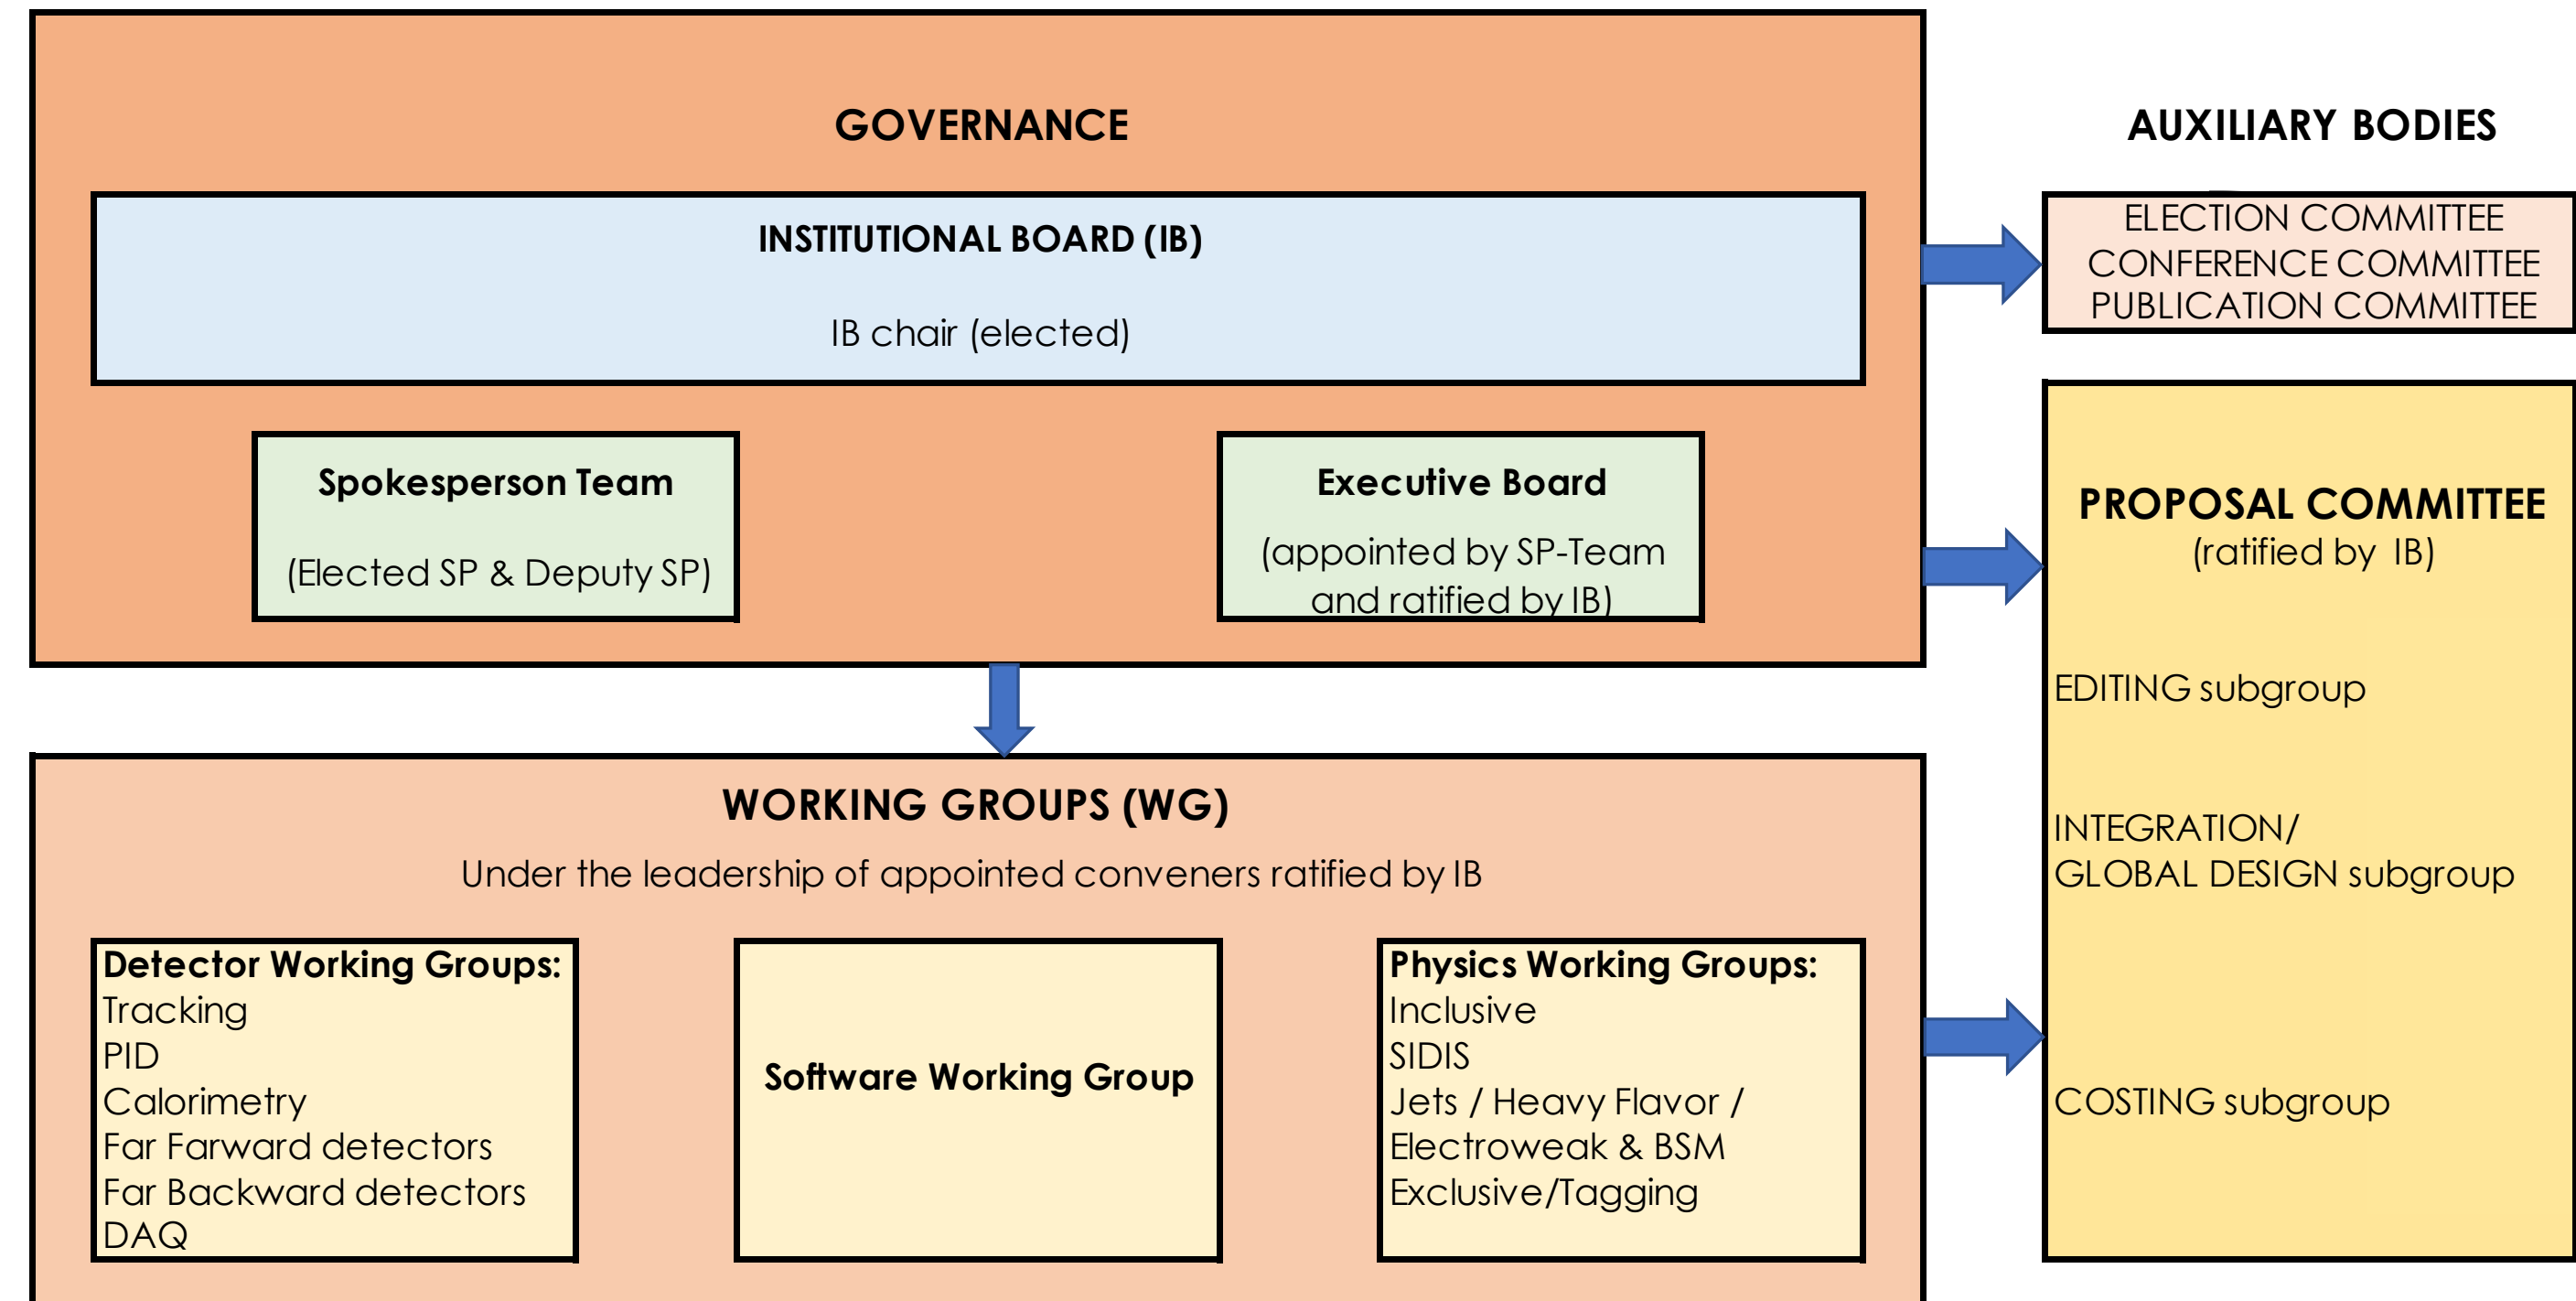 GOVERNANCE
INSTITUTIONAL BOARD (IB)
IB chair (elected)
Spokesperson Team
(Elected SP & Deputy SP)
Executive Board
(appointed by SP-Team
and ratified by IB)
AUXILIARY BODIES
ELECTION COMMITTEE
CONFERENCE COMMITTEE
PUBLICATION COMMITTEE
PROPOSAL COMMITTEE
(ratified by IB)
EDITING subgroup
INTEGRATION/
GLOBAL DESIGN subgroup
COSTING subgroup
WORKING GROUPS (WG)
Under the leadership of appointed conveners ratified by IB
Detector Working Groups:
Tracking
PID
Calorimetry
Far Farward detectors
Far Backward detectors
DAQ
Software Working Group
Physics Working Groups:
Inclusive
SIDIS
Jets / Heavy Flavor /
Electroweak & BSM
Exclusive/Tagging